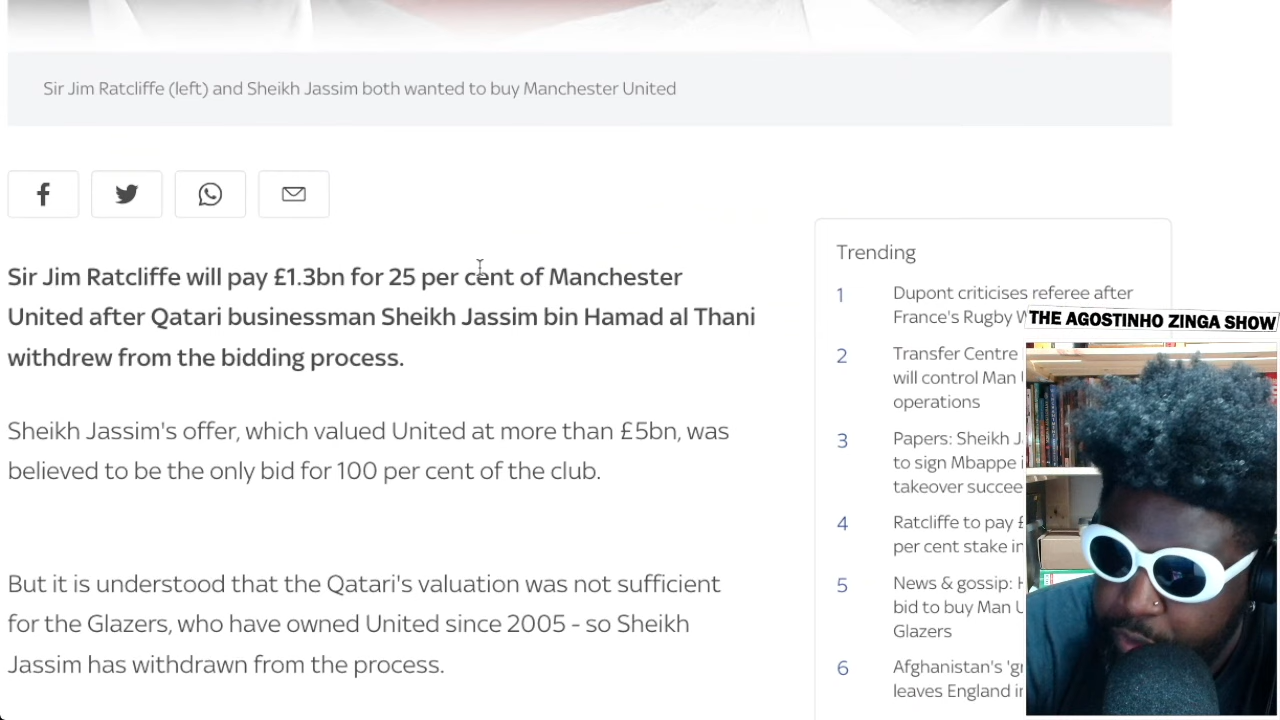 Sir Jim Ratcliffe (left) and Sheikh Jassim both wanted to buy Manchester United
Sir Jim Ratcliffe will pay £1.3bn for 25 per cent of Manchester
United after Qatari businessman Sheikh Jassim bin Hamad al Thani
withdrew from the bidding process.
Sheikh Jassim's offer, which valued United at more than £5bn, was
believed to be the only bid for 100 per cent of the club.
But it is understood that the Qatari's valuation was not sufficient
for the Glazers, who have owned United since 2005 - so Sheikh
Jassim has withdrawn from the process.
Trending
1 Dupont criticises referee after
France's Rugby
2 Transfer Centre
will control Man
operations
3 Papers: Sheikh
to sign Mbappe
takeover
4 Ratcliffe to pay £
per cent stake in
5 News & gossip:
bid to buy Man
Glazers
6 Afghanistan's
leaves England
THE AGOSTINHO ZINGA SHOW